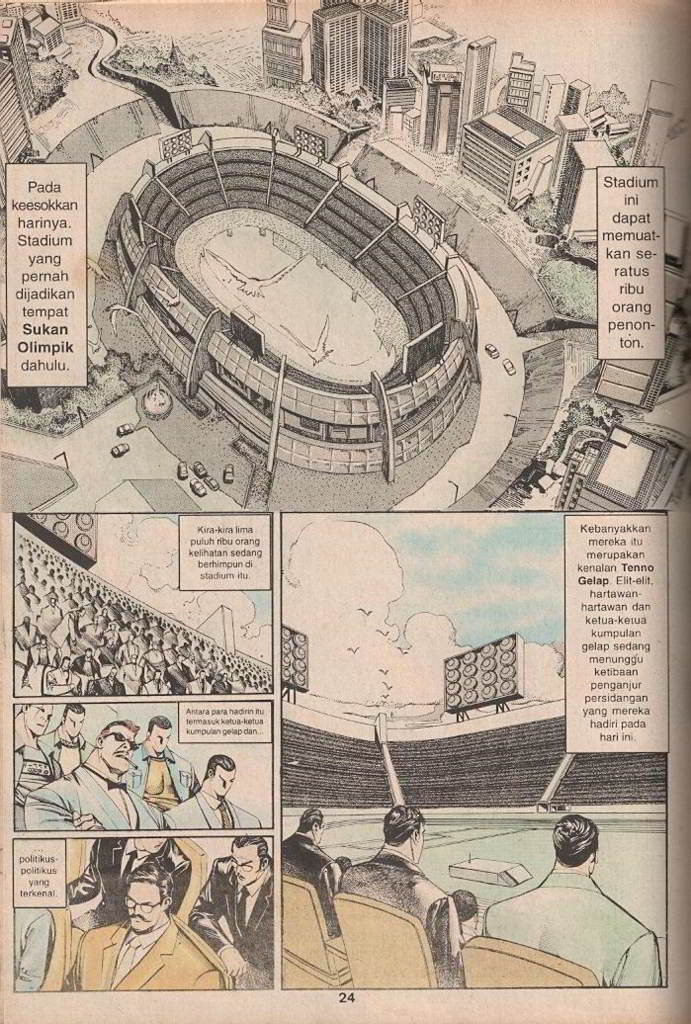 Pada
keesokkan
harinya.
Stadium
yang
pernah
dijadikan
tempat
Sukan
Olimpik
dahulu.
Stadium
ini
dapat
memuat-
kan se-
ratus
ribu
orang
penon-
ton.
Kira-kira lima
puluh ribu orang
kelihatan sedang
berhimpun di
stadium itu.
Antara para hadirin itu
termasuk ketua-ketua
kumpulan gelap dan...
...
politikus-
politikus
yang
terkenal.
Kebanyakkan
mereka itu
merupakan
kenalan Tenno
Gelap. Elit-elit,
hartawan-
hartawan dan
ketua-ketua
kumpulan
gelap sedang
menunggu
ketibaan
penganjur
persidangan
yang mereka
hadiri pada
hari ini.
24